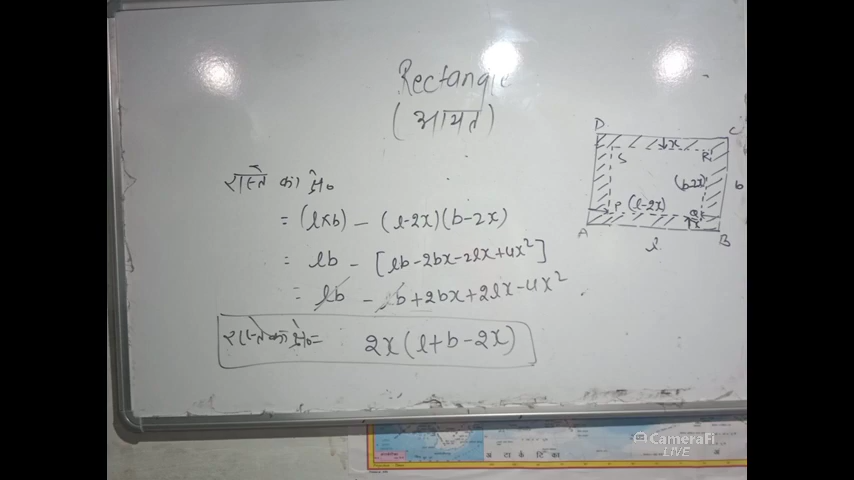 Rectangle
(आयत)
रास्ते का क्षे०
= (l×b) – (l-2x)(b-2x)
= lb - [lb-2bx-2lx+4x²]
= lb - lb+2bx+2lx-4x²
रास्ते का क्षे०= 2x(l+b-2x)
D C
x
S R
(b-2x) b
P (l-2x) Q
x
A B
l
अ टा र्क टि का
CameraFi
LIVE